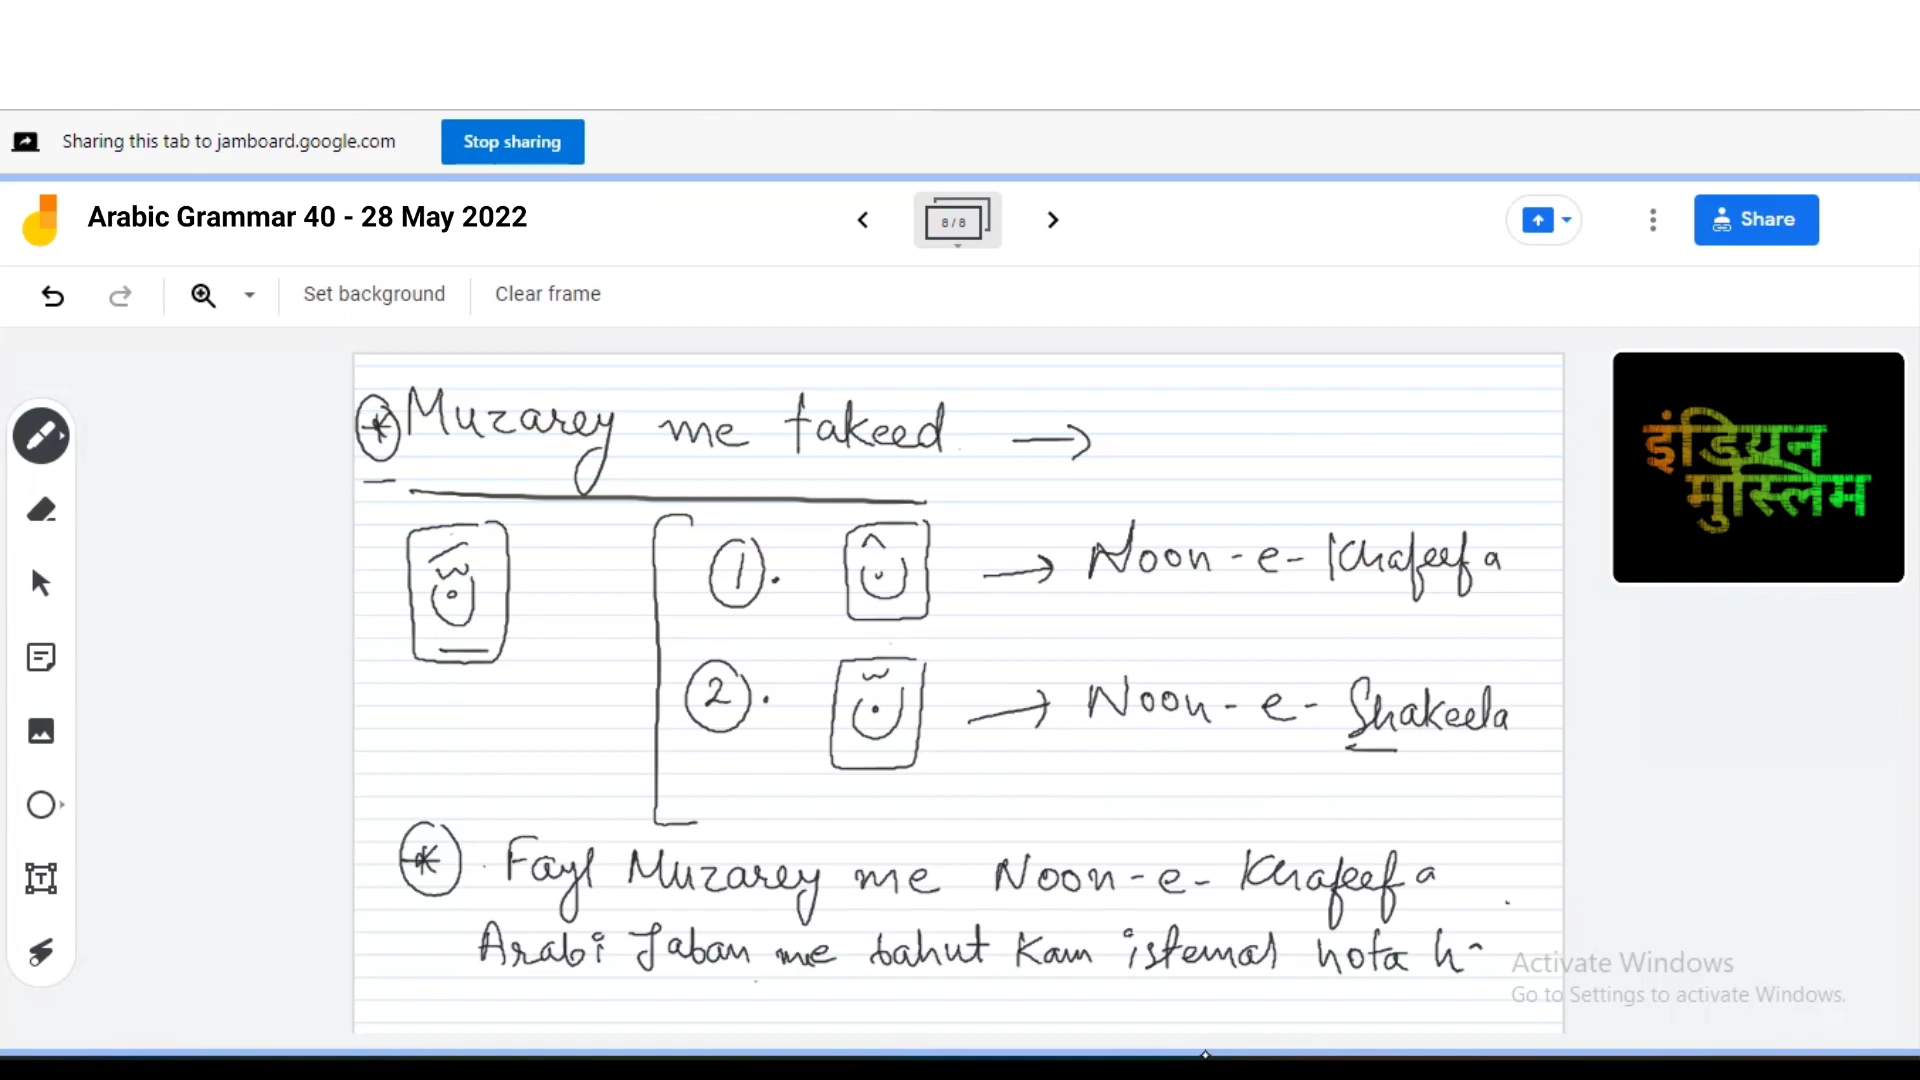 Sharing this tab to jamboard.google.com
Stop sharing
Arabic Grammar 40 - 28 May 2022
8 / 8
Share
Set background
Clear frame
* Muzarey me takeed →
نّ
1. نْ → Noon-e-Khafeefa
2. نّ → Noon-e-Shakeela
* Fayl Muzarey me Noon-e-Khafeefa
Arabi Jaban me bahut Kam istemal hota h
इंडियन
मुस्लिम
Activate Windows
Go to Settings to activate Windows.